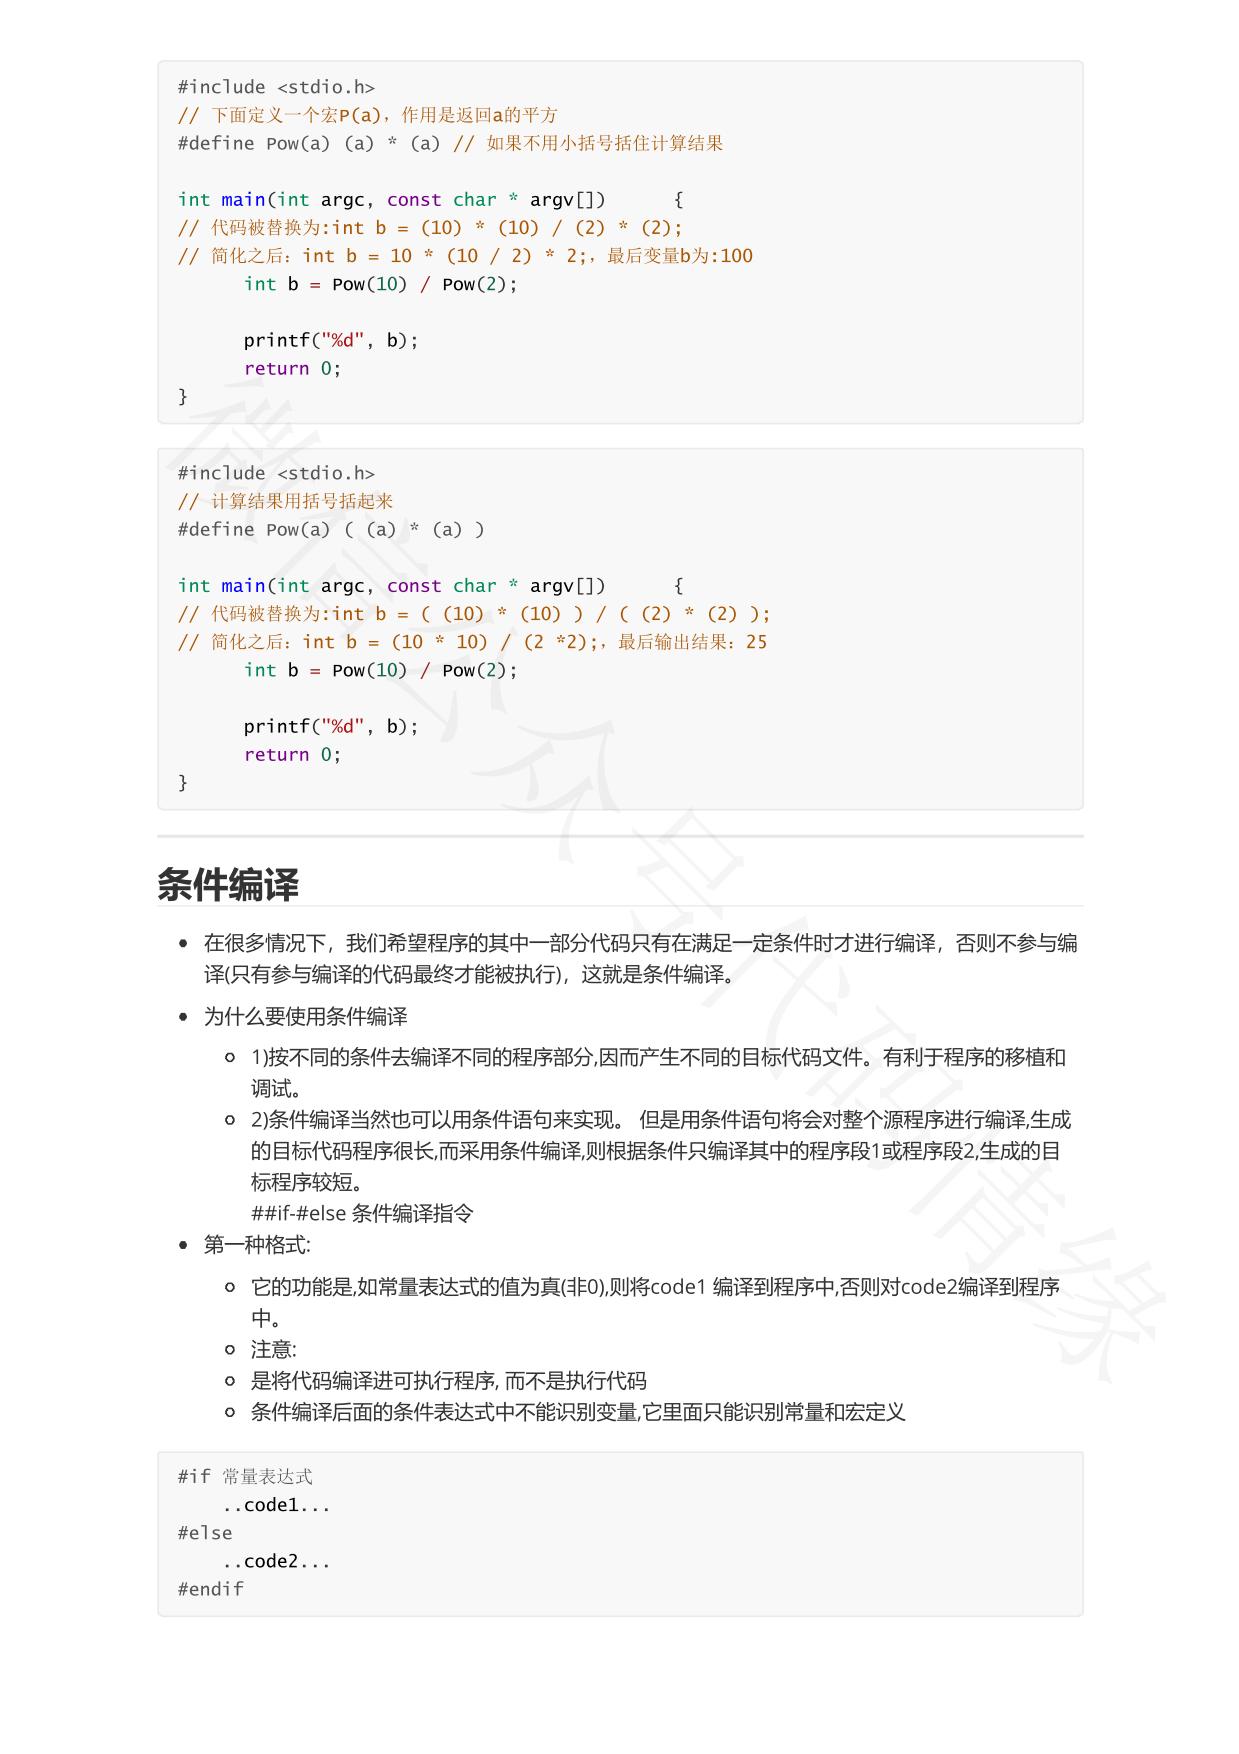 #include <stdio.h>
// 下面定义一个宏P(a)，作用是返回a的平方
#define Pow(a) (a) * (a) // 如果不用小括号括住计算结果
int main(int argc, const char * argv[])      {
// 代码被替换为:int b = (10) * (10) / (2) * (2);
// 简化之后：int b = 10 * (10 / 2) * 2;，最后变量b为:100
      int b = Pow(10) / Pow(2);
      printf("%d", b);
      return 0;
}
#include <stdio.h>
// 计算结果用括号括起来
#define Pow(a) ( (a) * (a) )
int main(int argc, const char * argv[])      {
// 代码被替换为:int b = ( (10) * (10) ) / ( (2) * (2) );
// 简化之后：int b = (10 * 10) / (2 *2);，最后输出结果：25
      int b = Pow(10) / Pow(2);
      printf("%d", b);
      return 0;
}
条件编译
• 在很多情况下，我们希望程序的其中一部分代码只有在满足一定条件时才进行编译，否则不参与编
译(只有参与编译的代码最终才能被执行)，这就是条件编译。
• 为什么要使用条件编译
○ 1)按不同的条件去编译不同的程序部分,因而产生不同的目标代码文件。有利于程序的移植和
调试。
○ 2)条件编译当然也可以用条件语句来实现。 但是用条件语句将会对整个源程序进行编译,生成
的目标代码程序很长,而采用条件编译,则根据条件只编译其中的程序段1或程序段2,生成的目
标程序较短。
##if-#else 条件编译指令
• 第一种格式:
○ 它的功能是,如常量表达式的值为真(非0),则将code1 编译到程序中,否则对code2编译到程序
中。
○ 注意:
○ 是将代码编译进可执行程序, 而不是执行代码
○ 条件编译后面的条件表达式中不能识别变量,它里面只能识别常量和宏定义
#if 常量表达式
    ..code1...
#else
    ..code2...
#endif
微信公众号代码情缘